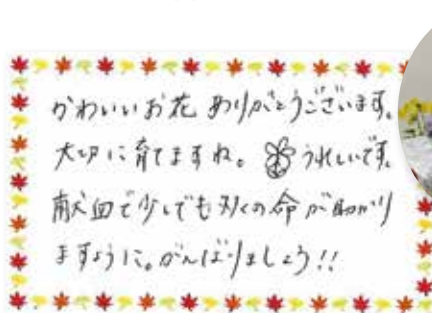 かわいいお花 ありがとうございます。
大切に育てますね。うれしいです。
献血で少しでも多くの命が助かり
ますように。がんばりましょう!!